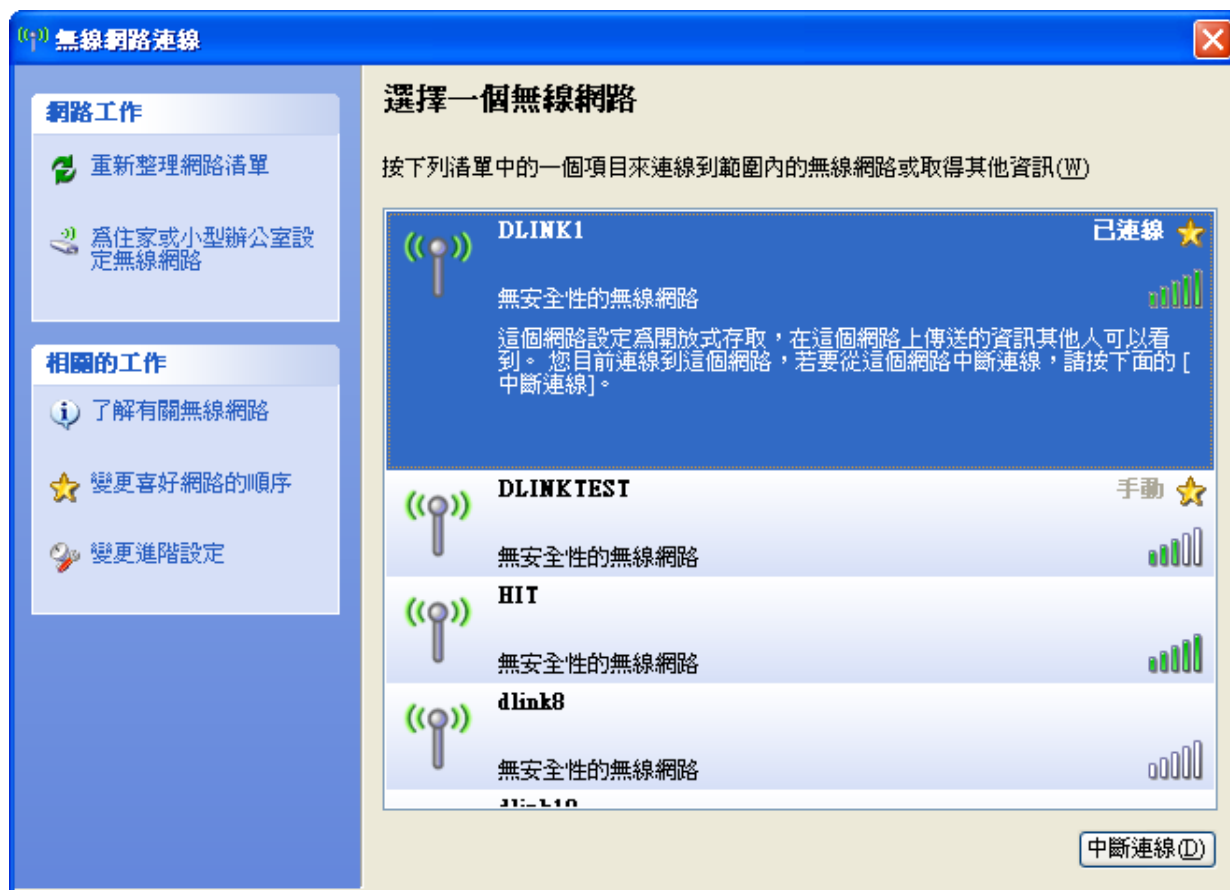 無線網路連線
網路工作
重新整理網路清單
為住家或小型辦公室設
定無線網路
相關的工作
了解有關無線網路
變更喜好網路的順序
變更進階設定
選擇一個無線網路
按下列清單中的一個項目來連線到範圍內的無線網路或取得其他資訊(W)
DLINK1 已連線
無安全性的無線網路
這個網路設定為開放式存取,在這個網路上傳送的資訊其他人可以看
到。 您目前連線到這個網路,若要從這個網路中斷連線,請按下面的 [
中斷連線]。
DLINKTEST 手動
無安全性的無線網路
HIT
無安全性的無線網路
dlink8
無安全性的無線網路
中斷連線(D)